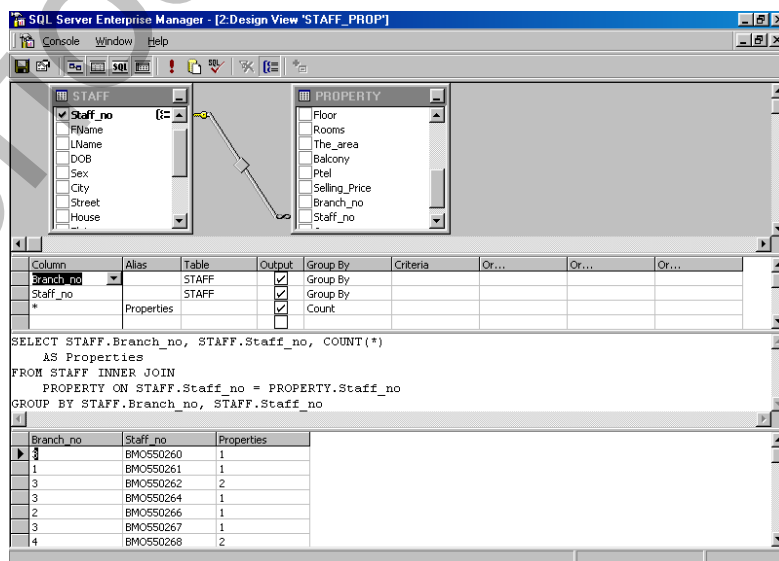 SQL Server Enterprise Manager - [2:Design View 'STAFF_PROP']
Console Window Help
SQL SQL
STAFF
Staff_no
FName
LName
DOB
Sex
City
Street
House
PROPERTY
Floor
Rooms
The_area
Balcony
Ptel
Selling_Price
Branch_no
Staff_no
Column Alias Table Output Group By Criteria Or... Or... Or...
Branch_no STAFF Group By
Staff_no STAFF Group By
* Properties Count
SELECT STAFF.Branch_no, STAFF.Staff_no, COUNT(*)
AS Properties
FROM STAFF INNER JOIN
PROPERTY ON STAFF.Staff_no = PROPERTY.Staff_no
GROUP BY STAFF.Branch_no, STAFF.Staff_no
Branch_no Staff_no Properties
3 BMO550260 1
1 BMO550261 1
3 BMO550262 2
3 BMO550264 1
2 BMO550266 1
3 BMO550267 1
4 BMO550268 2